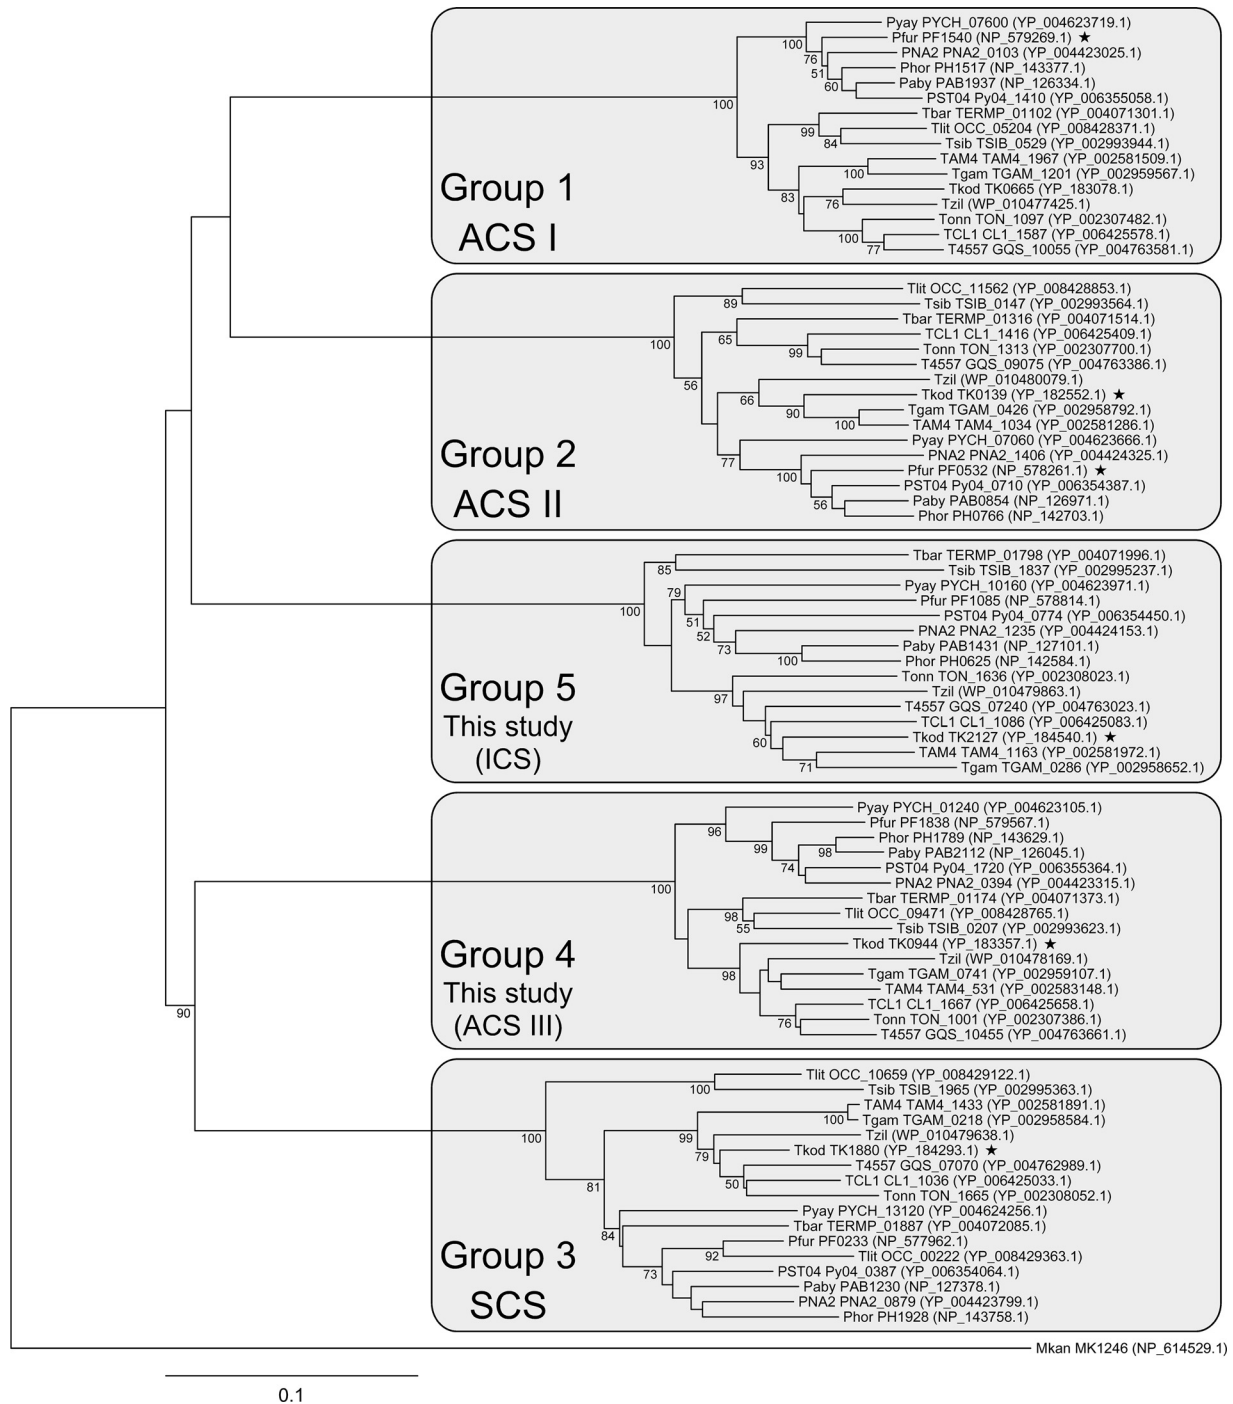 Pyay PYCH_07600 (YP_004623719.1)
100
Pfur PF1540 (NP_579269.1) ★
76
PNA2 PNA2_0103 (YP_004423025.1)
51
Phor PH1517 (NP_143377.1)
60
Paby PAB1937 (NP_126334.1)
PST04 Py04_1410 (YP_006355058.1)
100
Tbar TERMP_01102 (YP_004071301.1)
99
Tlit OCC_05204 (YP_008428371.1)
84
Tsib TSIB_0529 (YP_002993944.1)
93
TAM4 TAM4_1967 (YP_002581509.1)
100
Tgam TGAM_1201 (YP_002959567.1)
83
Tkod TK0665 (YP_183078.1)
76
Tzil (WP_010477425.1)
Tonn TON_1097 (YP_002307482.1)
100
TCL1 CL1_1587 (YP_006425578.1)
77
T4557 GQS_10055 (YP_004763581.1)
Group 1
ACS I
Tlit OCC_11562 (YP_008428853.1)
89
Tsib TSIB_0147 (YP_002993564.1)
100
Tbar TERMP_01316 (YP_004071514.1)
65
TCL1 CL1_1416 (YP_006425409.1)
99
Tonn TON_1313 (YP_002307700.1)
T4557 GQS_09075 (YP_004763386.1)
56
Tzil (WP_010480079.1)
66
Tkod TK0139 (YP_182552.1) ★
90
Tgam TGAM_0426 (YP_002958792.1)
100
TAM4 TAM4_1034 (YP_002581286.1)
Pyay PYCH_07060 (YP_004623666.1)
77
PNA2 PNA2_1406 (YP_004424325.1)
100
Pfur PF0532 (NP_578261.1) ★
PST04 Py04_0710 (YP_006354387.1)
56
Paby PAB0854 (NP_126971.1)
Phor PH0766 (NP_142703.1)
Group 2
ACS II
Tbar TERMP_01798 (YP_004071996.1)
85
Tsib TSIB_1837 (YP_002995237.1)
100
Pyay PYCH_10160 (YP_004623971.1)
79
Pfur PF1085 (NP_578814.1)
51
PST04 Py04_0774 (YP_006354450.1)
52
PNA2 PNA2_1235 (YP_004424153.1)
73
Paby PAB1431 (NP_127101.1)
100
Phor PH0625 (NP_142584.1)
Tonn TON_1636 (YP_002308023.1)
97
Tzil (WP_010479863.1)
T4557 GQS_07240 (YP_004763023.1)
TCL1 CL1_1086 (YP_006425083.1)
60
Tkod TK2127 (YP_184540.1) ★
TAM4 TAM4_1163 (YP_002581972.1)
71
Tgam TGAM_0286 (YP_002958652.1)
Group 5
This study
(ICS)
Pyay PYCH_01240 (YP_004623105.1)
96
Pfur PF1838 (NP_579567.1)
99
Phor PH1789 (NP_143629.1)
98
Paby PAB2112 (NP_126045.1)
74
PST04 Py04_1720 (YP_006355364.1)
PNA2 PNA2_0394 (YP_004423315.1)
100
Tbar TERMP_01174 (YP_004071373.1)
98
Tlit OCC_09471 (YP_008428765.1)
55
Tsib TSIB_0207 (YP_002993623.1)
Tkod TK0944 (YP_183357.1) ★
98
Tzil (WP_010478169.1)
Tgam TGAM_0741 (YP_002959107.1)
TAM4 TAM4_531 (YP_002583148.1)
TCL1 CL1_1667 (YP_006425658.1)
76
Tonn TON_1001 (YP_002307386.1)
T4557 GQS_10455 (YP_004763661.1)
Group 4
This study
(ACS III)
90
Tlit OCC_10659 (YP_008429122.1)
100
Tsib TSIB_1965 (YP_002995363.1)
TAM4 TAM4_1433 (YP_002581891.1)
100
Tgam TGAM_0218 (YP_002958584.1)
100
99
Tzil (WP_010479638.1)
79
Tkod TK1880 (YP_184293.1) ★
T4557 GQS_07070 (YP_004762989.1)
50
TCL1 CL1_1036 (YP_006425033.1)
Tonn TON_1665 (YP_002308052.1)
81
Pyay PYCH_13120 (YP_004624256.1)
84
Tbar TERMP_01887 (YP_004072085.1)
Pfur PF0233 (NP_577962.1)
92
Tlit OCC_00222 (YP_008429363.1)
73
PST04 Py04_0387 (YP_006354064.1)
Paby PAB1230 (NP_127378.1)
PNA2 PNA2_0879 (YP_004423799.1)
Phor PH1928 (NP_143758.1)
Group 3
SCS
Mkan MK1246 (NP_614529.1)
0.1